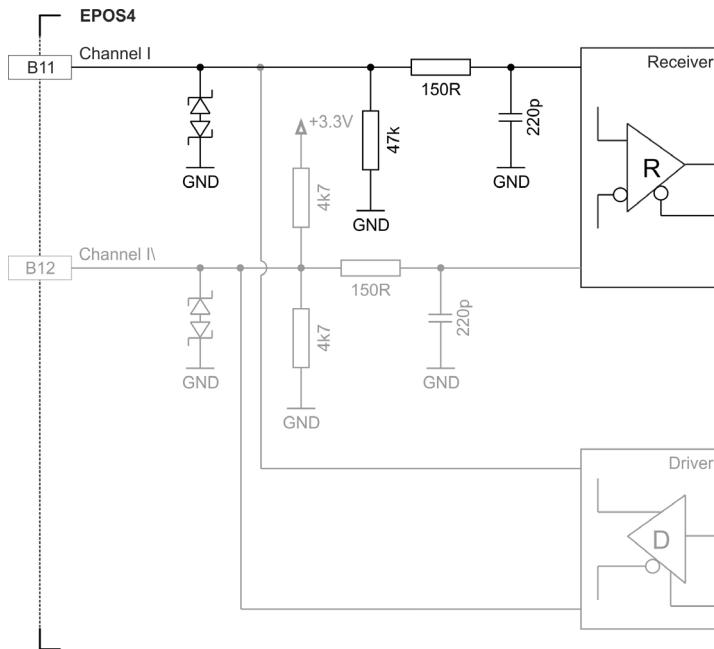 EPOS4
B11
Channel I
150R
Receiver
220p
47k
+3.3V
4k7
GND
GND
GND
R
B12
Channel I\
150R
220p
4k7
GND
GND
GND
Driver
D